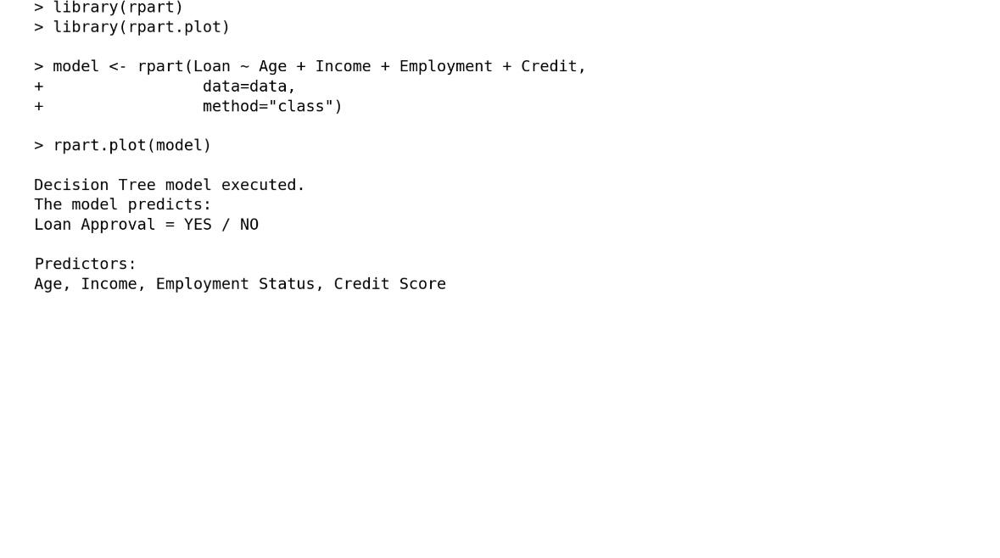 > library(rpart)
> library(rpart.plot)
> model <- rpart(Loan ~ Age + Income + Employment + Credit,
+                 data=data,
+                 method="class")
> rpart.plot(model)
Decision Tree model executed.
The model predicts:
Loan Approval = YES / NO
Predictors:
Age, Income, Employment Status, Credit Score